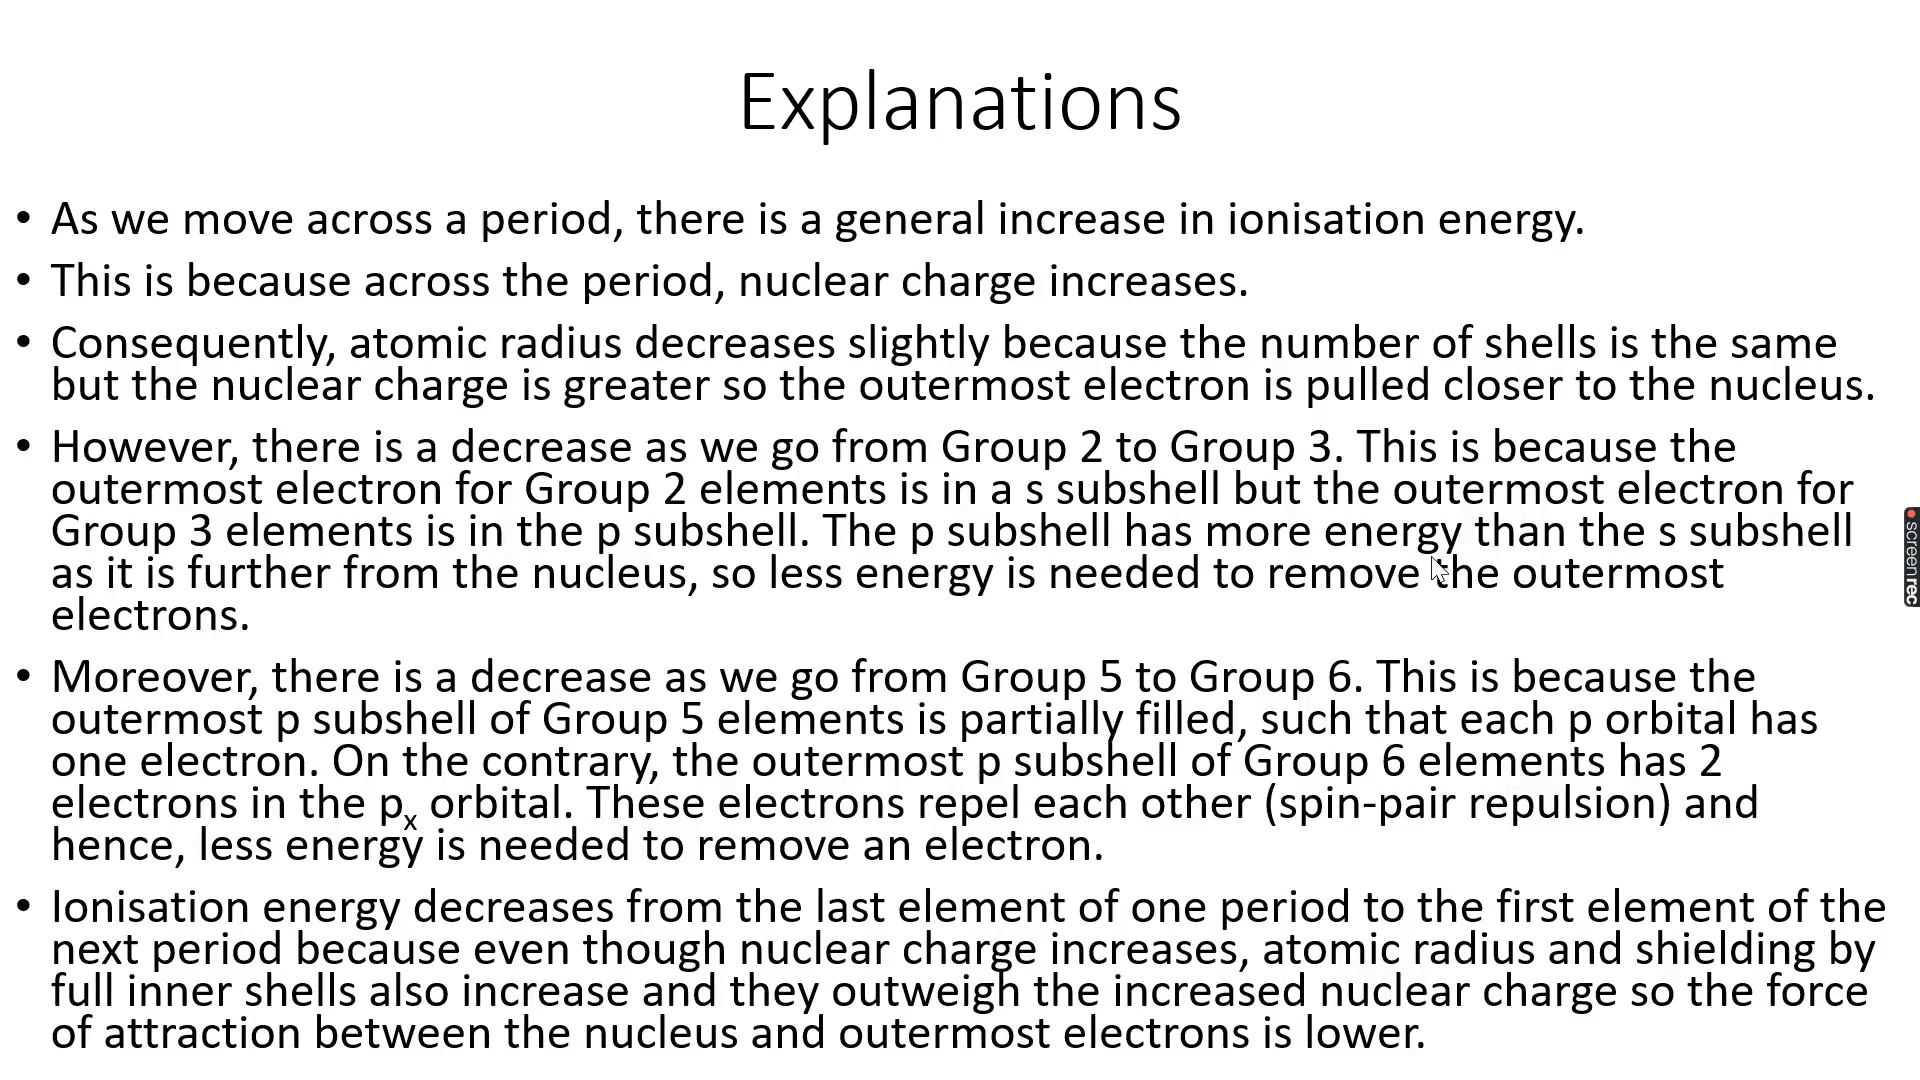 Explanations
• As we move across a period, there is a general increase in ionisation energy.
• This is because across the period, nuclear charge increases.
• Consequently, atomic radius decreases slightly because the number of shells is the same
but the nuclear charge is greater so the outermost electron is pulled closer to the nucleus.
• However, there is a decrease as we go from Group 2 to Group 3. This is because the
outermost electron for Group 2 elements is in a s subshell but the outermost electron for
Group 3 elements is in the p subshell. The p subshell has more energy than the s subshell
as it is further from the nucleus, so less energy is needed to remove the outermost
electrons.
• Moreover, there is a decrease as we go from Group 5 to Group 6. This is because the
outermost p subshell of Group 5 elements is partially filled, such that each p orbital has
one electron. On the contrary, the outermost p subshell of Group 6 elements has 2
electrons in the pₓ orbital. These electrons repel each other (spin-pair repulsion) and
hence, less energy is needed to remove an electron.
• Ionisation energy decreases from the last element of one period to the first element of the
next period because even though nuclear charge increases, atomic radius and shielding by
full inner shells also increase and they outweigh the increased nuclear charge so the force
of attraction between the nucleus and outermost electrons is lower.
screenrec